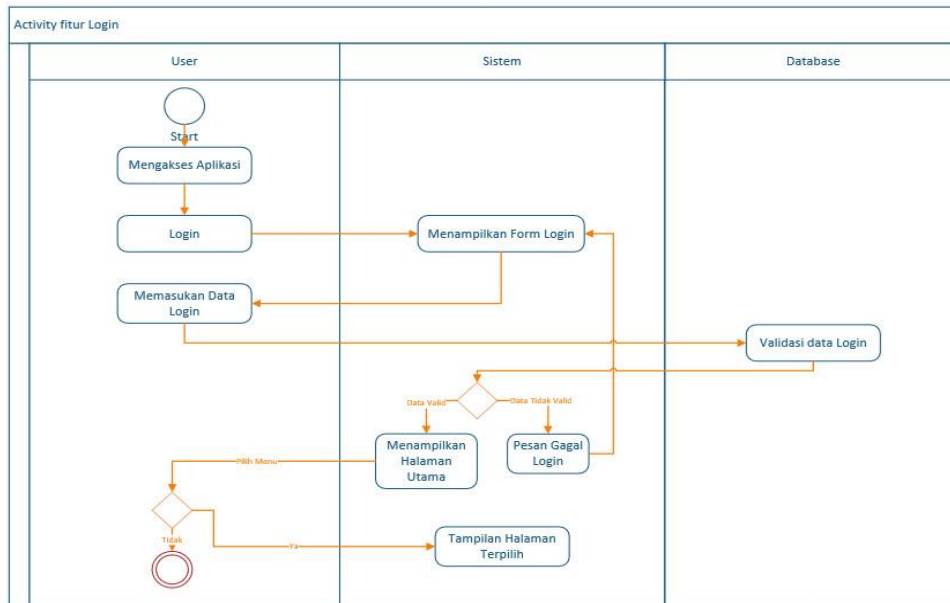 Activity fitur Login
User
Sistem
Database
Start
Mengakses Aplikasi
Login
Menampilkan Form Login
Memasukan Data
Login
Validasi data Login
Data Valid
Data Tidak Valid
Menampilkan
Halaman
Utama
Pesan Gagal
Login
Pilih Menu
Tidak
Ya
Tampilan Halaman
Terpilih